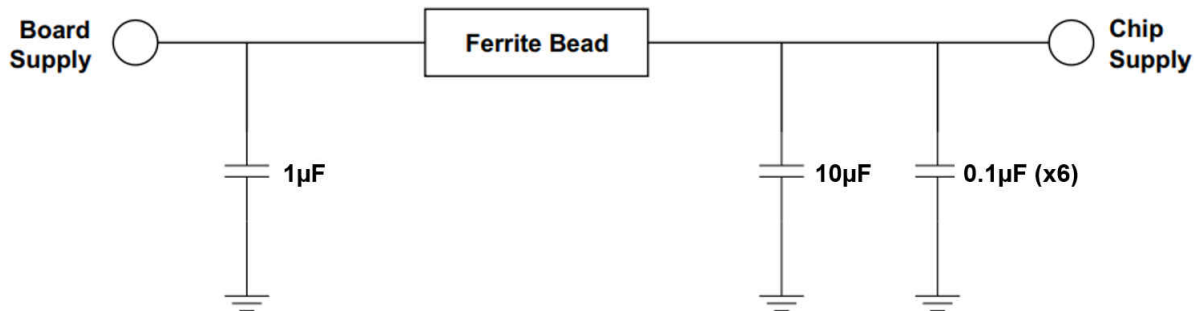 Board
Supply
Ferrite Bead
Chip
Supply
1µF
10µF
0.1µF (x6)